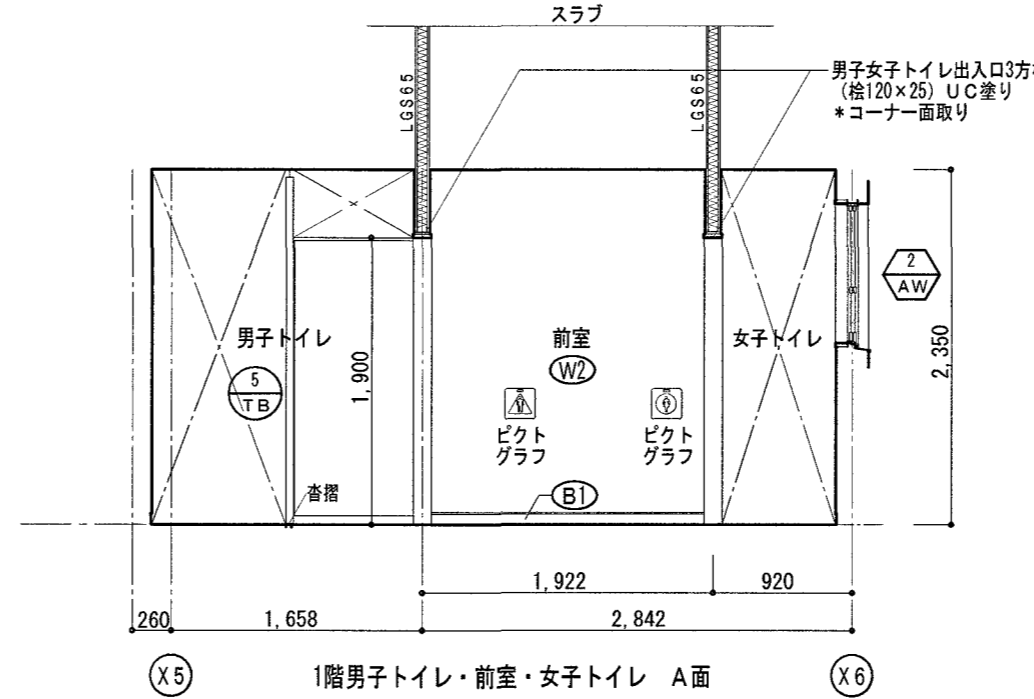 スラブ
LGS65
LGS65
男子女子トイレ出入口3方
(桧120×25) UC塗り
*コーナー面取り
2
AW
男子トイレ
前室
女子トイレ
W2
5
TB
1,900
2,350
ピクト
グラフ
ピクト
グラフ
沓摺
B1
1,922
920
260
1,658
2,842
X5
1階男子トイレ・前室・女子トイレ A面
X6